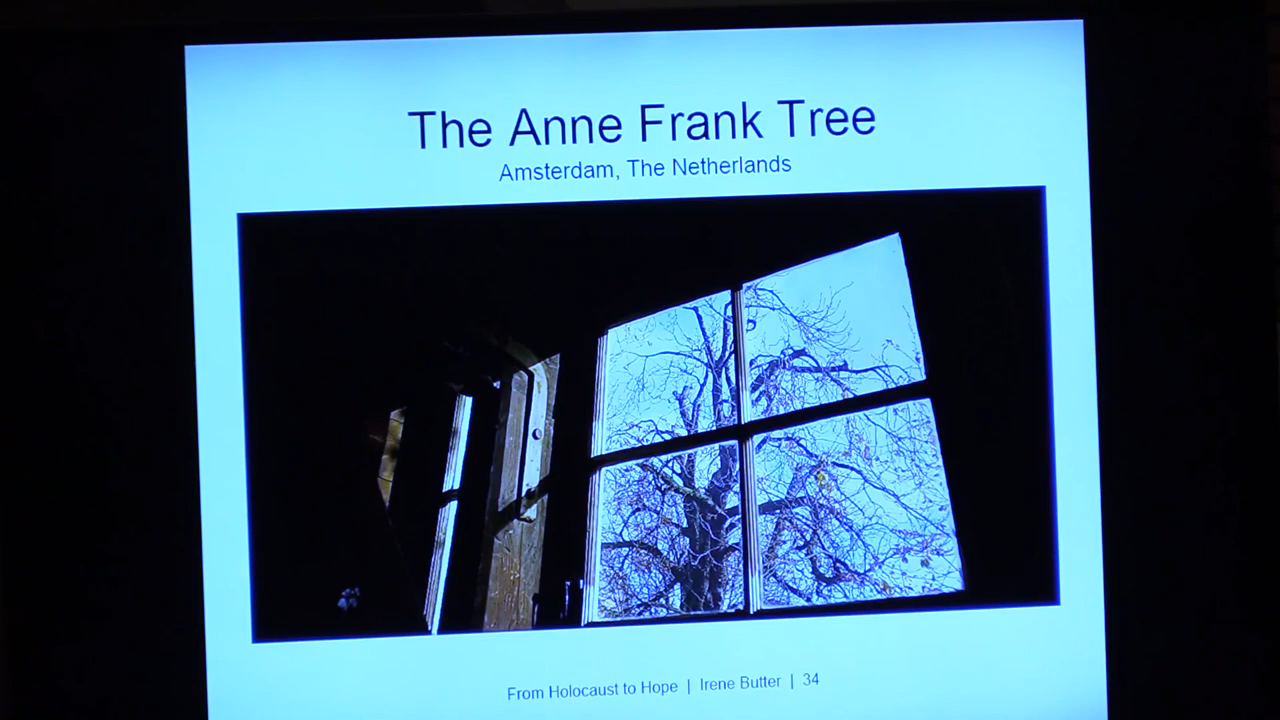 The Anne Frank Tree
Amsterdam, The Netherlands
From Holocaust to Hope | Irene Butter | 34